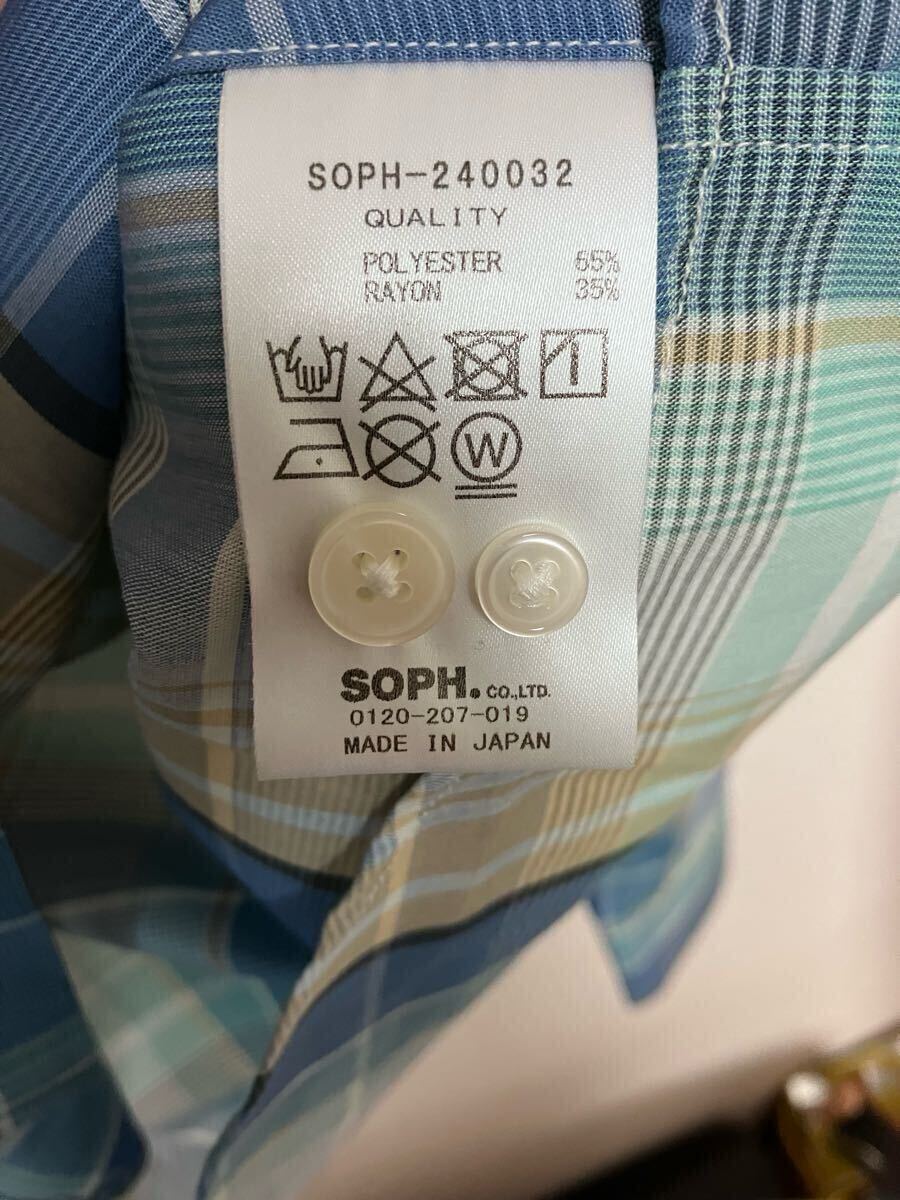 SOPH-240032
QUALITY
POLYESTER 65%
RAYON 35%
W
SOPH. CO.,LTD.
0120-207-019
MADE IN JAPAN